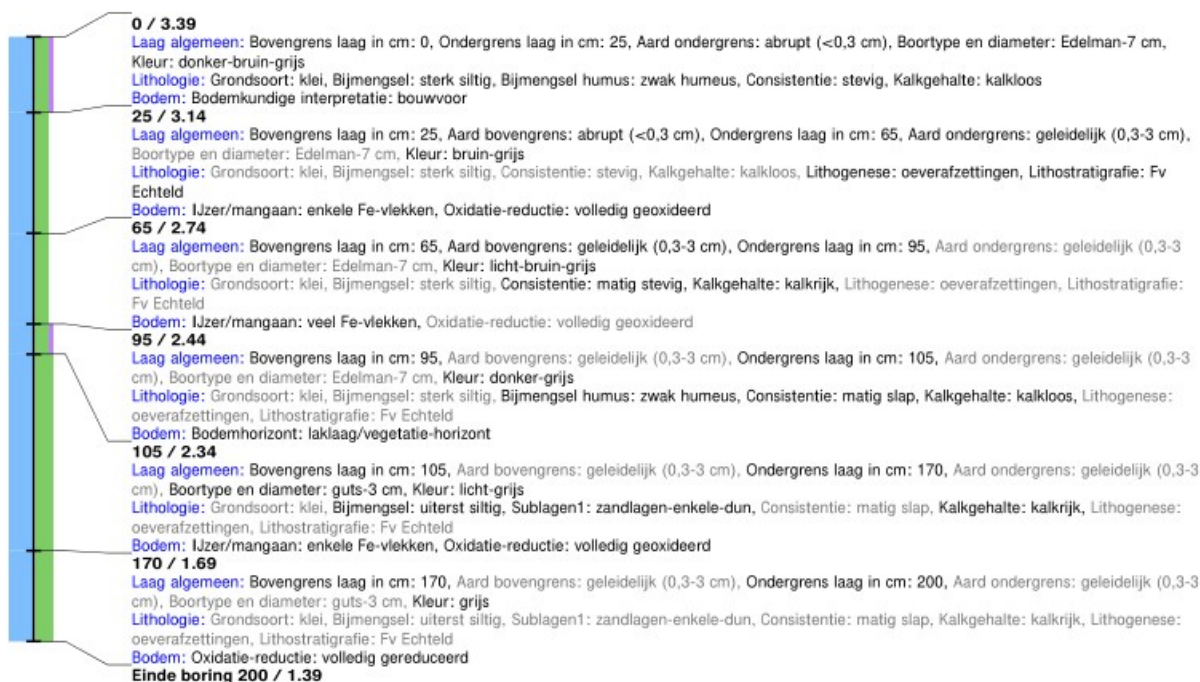 0 / 3.39
Laag algemeen: Bovengrens laag in cm: 0, Ondergrens laag in cm: 25, Aard ondergrens: abrupt (<0,3 cm), Boortype en diameter: Edelman-7 cm,
Kleur: donker-bruin-grijs
Lithologie: Grondsoort: klei, Bijmengsel: sterk siltig, Bijmengsel humus: zwak humeus, Consistentie: stevig, Kalkgehalte: kalkloos
Bodem: Bodemkundige interpretatie: bouwvoor
25 / 3.14
Laag algemeen: Bovengrens laag in cm: 25, Aard bovengrens: abrupt (<0,3 cm), Ondergrens laag in cm: 65, Aard ondergrens: geleidelijk (0,3-3 cm),
Boortype en diameter: Edelman-7 cm, Kleur: bruin-grijs
Lithologie: Grondsoort: klei, Bijmengsel: sterk siltig, Consistentie: stevig, Kalkgehalte: kalkloos, Lithogenese: oeverafzettingen, Lithostratigrafie: Fv
Echteld
Bodem: IJzer/mangaan: enkele Fe-vlekken, Oxidatie-reductie: volledig geoxideerd
65 / 2.74
Laag algemeen: Bovengrens laag in cm: 65, Aard bovengrens: geleidelijk (0,3-3 cm), Ondergrens laag in cm: 95, Aard ondergrens: geleidelijk (0,3-3
cm), Boortype en diameter: Edelman-7 cm, Kleur: licht-bruin-grijs
Lithologie: Grondsoort: klei, Bijmengsel: sterk siltig, Consistentie: matig stevig, Kalkgehalte: kalkrijk, Lithogenese: oeverafzettingen, Lithostratigrafie:
Fv Echteld
Bodem: IJzer/mangaan: veel Fe-vlekken, Oxidatie-reductie: volledig geoxideerd
95 / 2.44
Laag algemeen: Bovengrens laag in cm: 95, Aard bovengrens: geleidelijk (0,3-3 cm), Ondergrens laag in cm: 105, Aard ondergrens: geleidelijk (0,3-3
cm), Boortype en diameter: Edelman-7 cm, Kleur: donker-grijs
Lithologie: Grondsoort: klei, Bijmengsel: sterk siltig, Bijmengsel humus: zwak humeus, Consistentie: matig slap, Kalkgehalte: kalkloos, Lithogenese:
oeverafzettingen, Lithostratigrafie: Fv Echteld
Bodem: Bodemhorizont: laklaag/vegetatie-horizont
105 / 2.34
Laag algemeen: Bovengrens laag in cm: 105, Aard bovengrens: geleidelijk (0,3-3 cm), Ondergrens laag in cm: 170, Aard ondergrens: geleidelijk (0,3-3
cm), Boortype en diameter: guts-3 cm, Kleur: licht-grijs
Lithologie: Grondsoort: klei, Bijmengsel: uiterst siltig, Sublagen1: zandlagen-enkele-dun, Consistentie: matig slap, Kalkgehalte: kalkrijk, Lithogenese:
oeverafzettingen, Lithostratigrafie: Fv Echteld
Bodem: IJzer/mangaan: enkele Fe-vlekken, Oxidatie-reductie: volledig geoxideerd
170 / 1.69
Laag algemeen: Bovengrens laag in cm: 170, Aard bovengrens: geleidelijk (0,3-3 cm), Ondergrens laag in cm: 200, Aard ondergrens: geleidelijk (0,3-3
cm), Boortype en diameter: guts-3 cm, Kleur: grijs
Lithologie: Grondsoort: klei, Bijmengsel: uiterst siltig, Sublagen1: zandlagen-enkele-dun, Consistentie: matig slap, Kalkgehalte: kalkrijk, Lithogenese:
oeverafzettingen, Lithostratigrafie: Fv Echteld
Bodem: Oxidatie-reductie: volledig gereduceerd
Einde boring 200 / 1.39